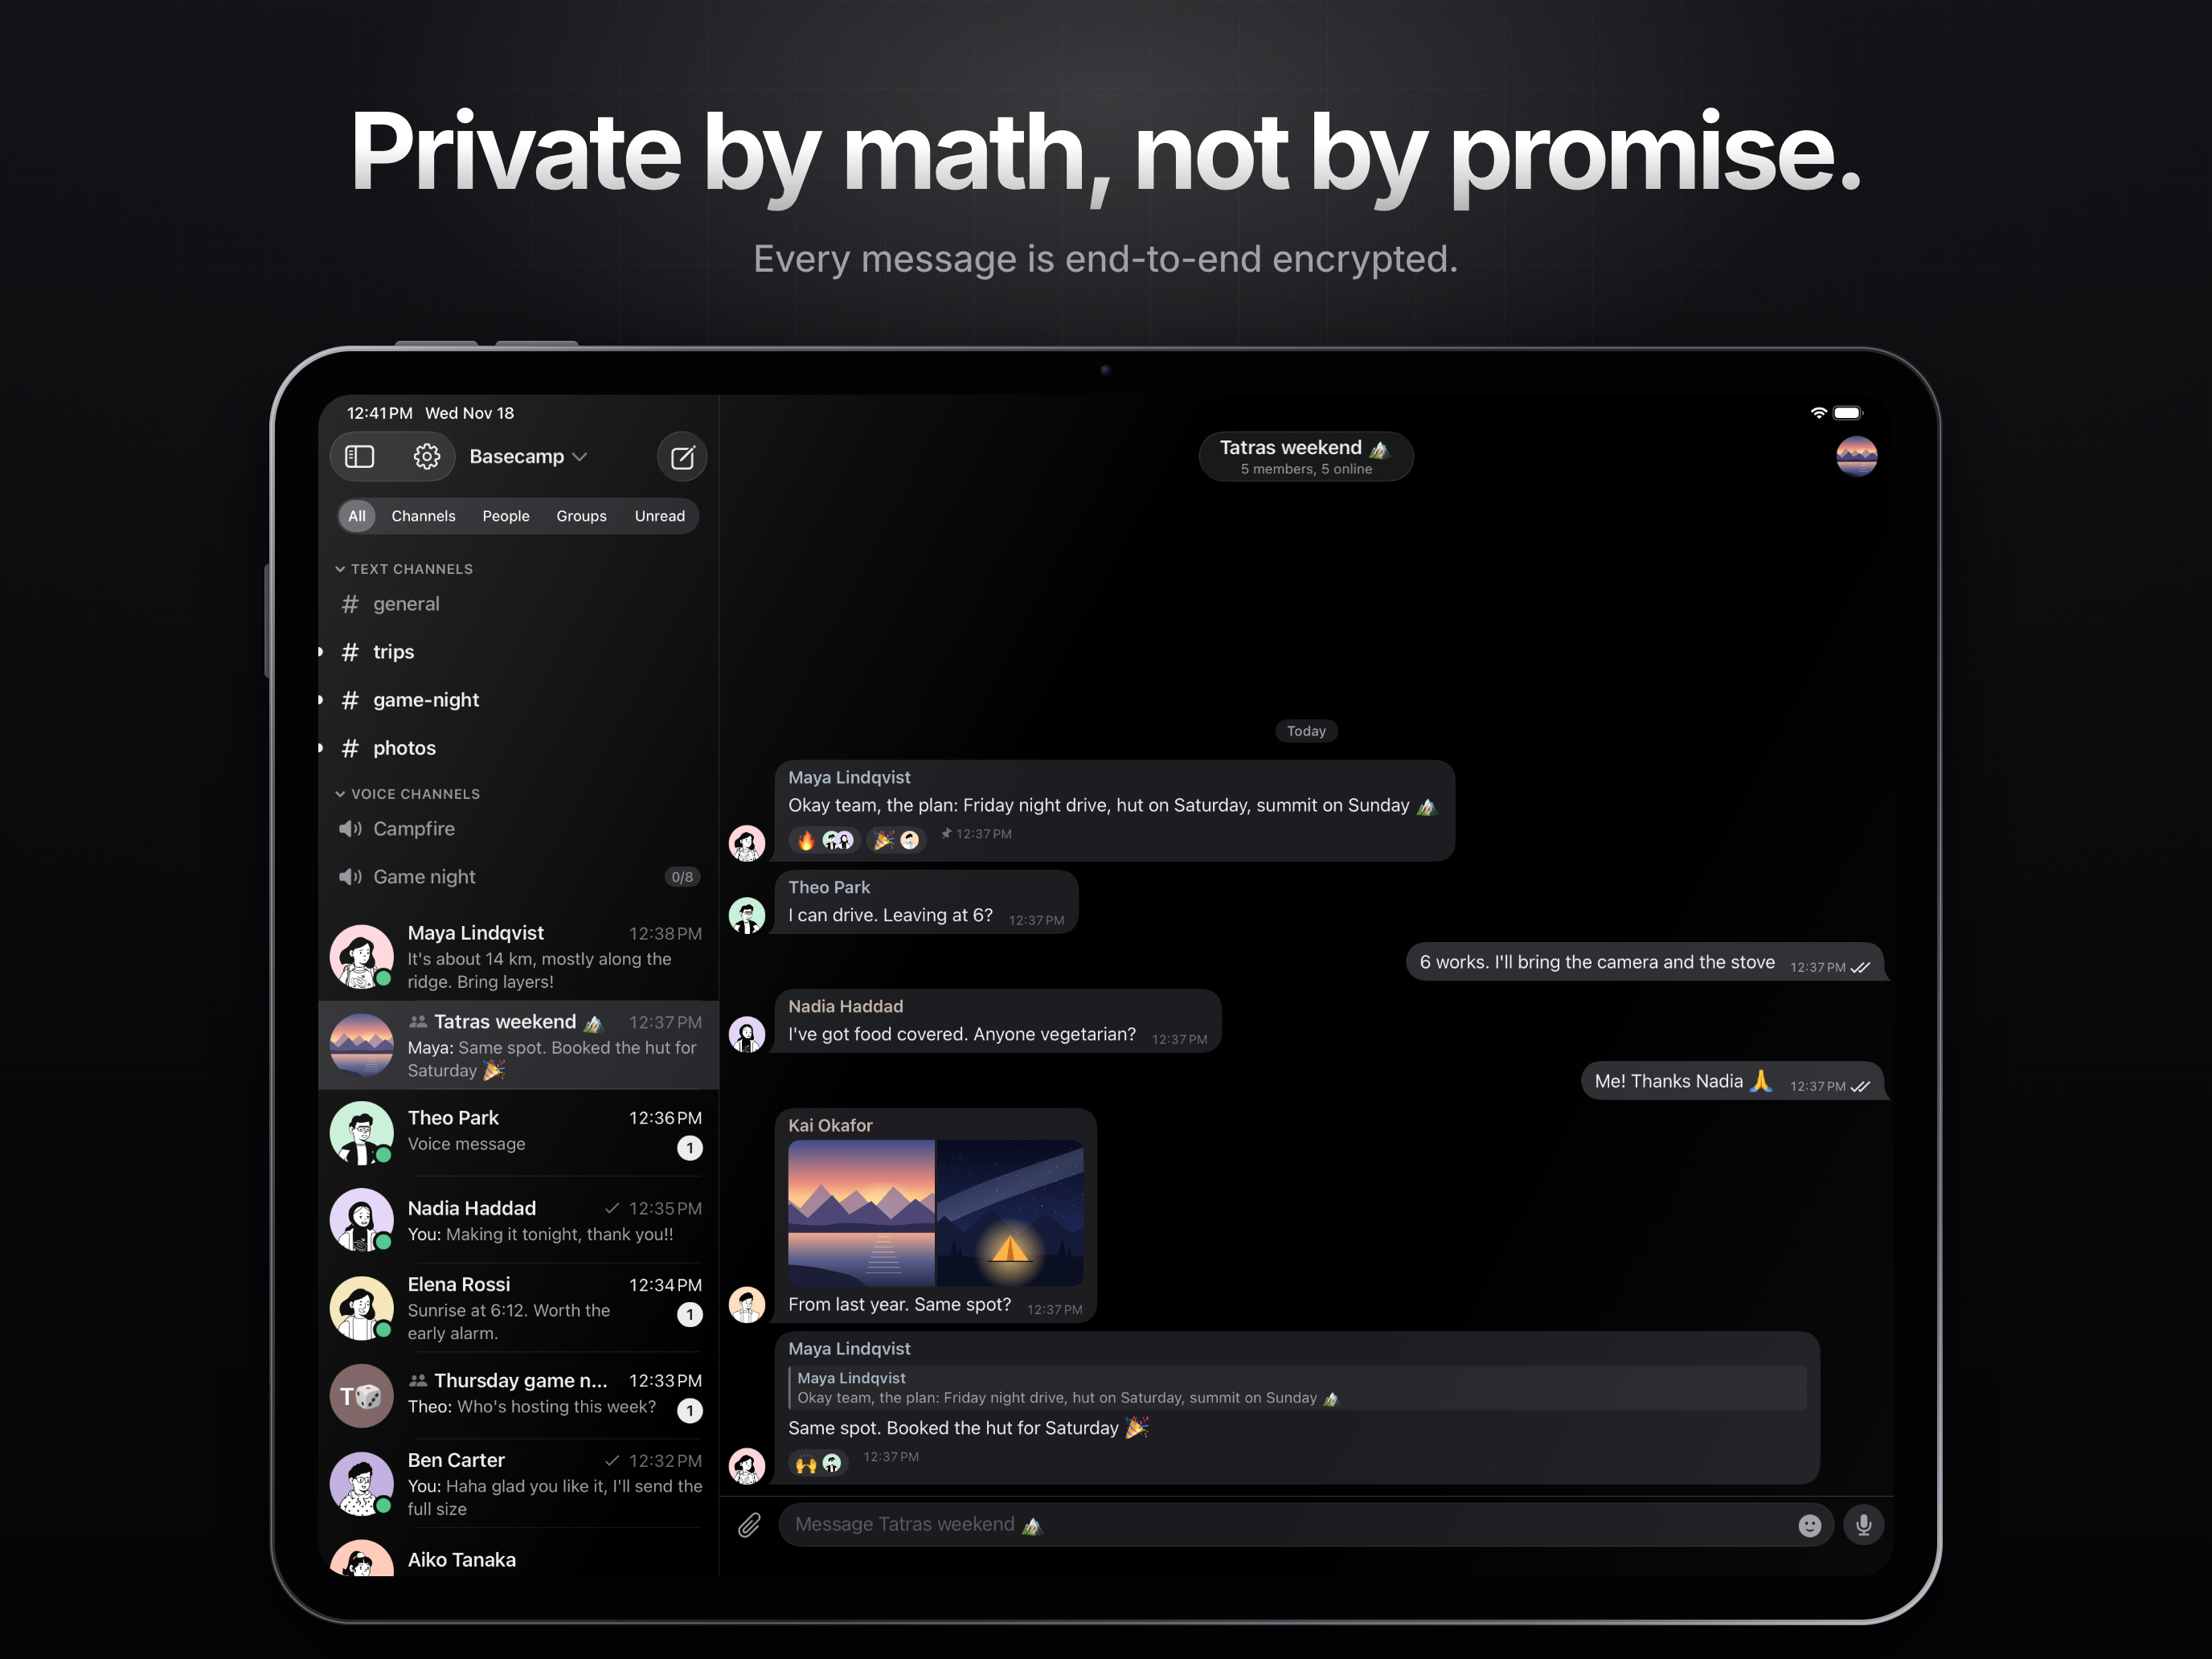 Private by math, not by promise.
Every message is end-to-end encrypted.
12:41 PM Wed Nov 18
Basecamp
All Channels People Groups Unread
TEXT CHANNELS
# general
# trips
# game-night
# photos
VOICE CHANNELS
Campfire
Game night 0/8
Maya Lindqvist 12:38 PM
It's about 14 km, mostly along the
ridge. Bring layers!
Tatras weekend ⛰️ 12:37 PM
Maya: Same spot. Booked the hut for
Saturday 🎉
Theo Park 12:36 PM
Voice message 1
Nadia Haddad 12:35 PM
You: Making it tonight, thank you!!
Elena Rossi 12:34 PM
Sunrise at 6:12. Worth the
early alarm. 1
T🎲
Thursday game n... 12:33 PM
Theo: Who's hosting this week? 1
Ben Carter 12:32 PM
You: Haha glad you like it, I'll send the
full size
Aiko Tanaka
Tatras weekend ⛰️
5 members, 5 online
Today
Maya Lindqvist
Okay team, the plan: Friday night drive, hut on Saturday, summit on Sunday ⛰️
🔥 🎉 12:37 PM
Theo Park
I can drive. Leaving at 6? 12:37 PM
6 works. I'll bring the camera and the stove 12:37 PM
Nadia Haddad
I've got food covered. Anyone vegetarian? 12:37 PM
Me! Thanks Nadia 🙏 12:37 PM
Kai Okafor
From last year. Same spot? 12:37 PM
Maya Lindqvist
Maya Lindqvist
Okay team, the plan: Friday night drive, hut on Saturday, summit on Sunday ⛰️
Same spot. Booked the hut for Saturday 🎉
🙌 12:37 PM
Message Tatras weekend ⛰️